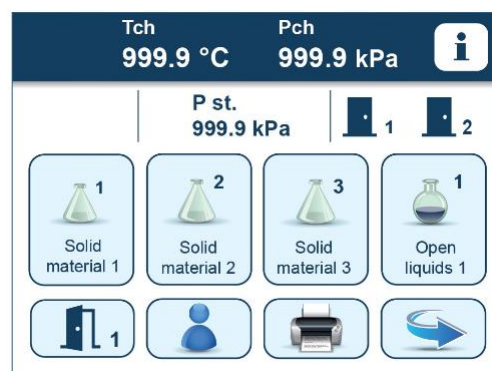 Tch Pch
999.9 °C 999.9 kPa
i
P st.
999.9 kPa
1 2
1 2 3 1
Solid material 1
Solid material 2
Solid material 3
Open liquids 1
1